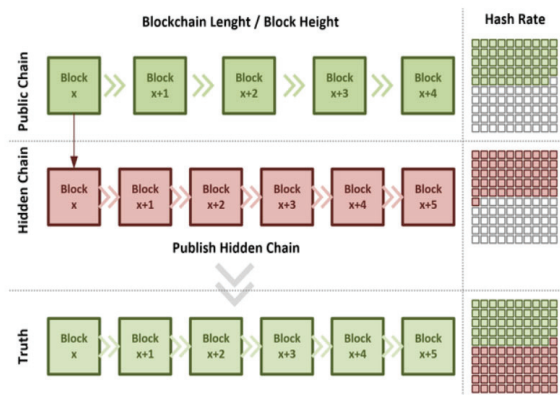 Blockchain Lenght / Block Height
Hash Rate
Public Chain
Block
x
Block
x+1
Block
x+2
Block
x+3
Block
x+4
Hidden Chain
Block
x
Block
x+1
Block
x+2
Block
x+3
Block
x+4
Block
x+5
Publish Hidden Chain
Truth
Block
x
Block
x+1
Block
x+2
Block
x+3
Block
x+4
Block
x+5